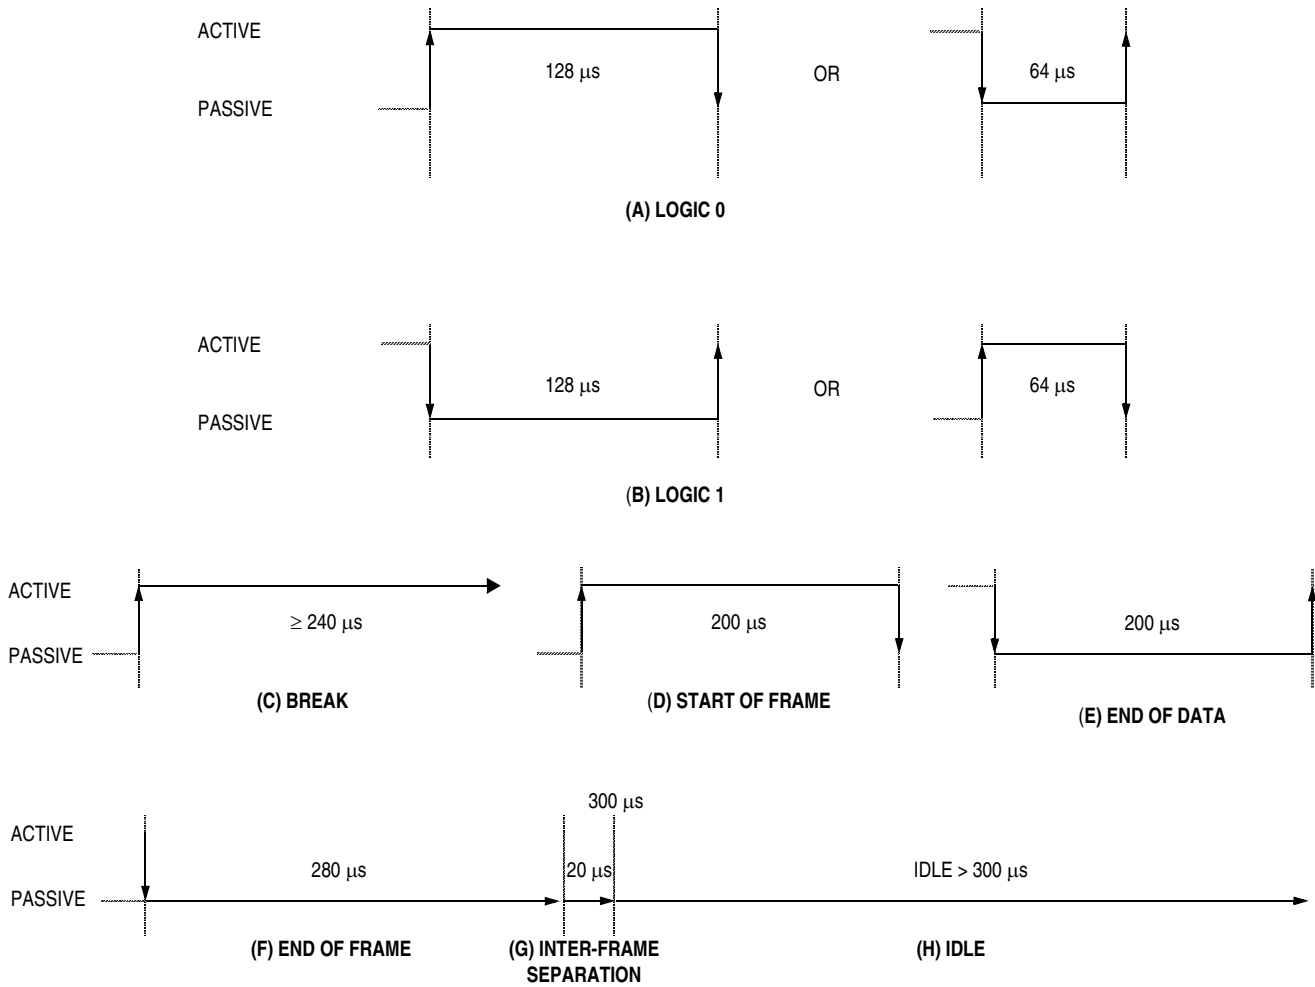 ACTIVE
128 µs
OR
64 µs
PASSIVE
(A) LOGIC 0
ACTIVE
128 µs
OR
64 µs
PASSIVE
(B) LOGIC 1
ACTIVE
≥ 240 µs
200 µs
200 µs
PASSIVE
(C) BREAK
(D) START OF FRAME
(E) END OF DATA
300 µs
ACTIVE
280 µs
20 µs
IDLE > 300 µs
PASSIVE
(F) END OF FRAME
(G) INTER-FRAME
SEPARATION
(H) IDLE